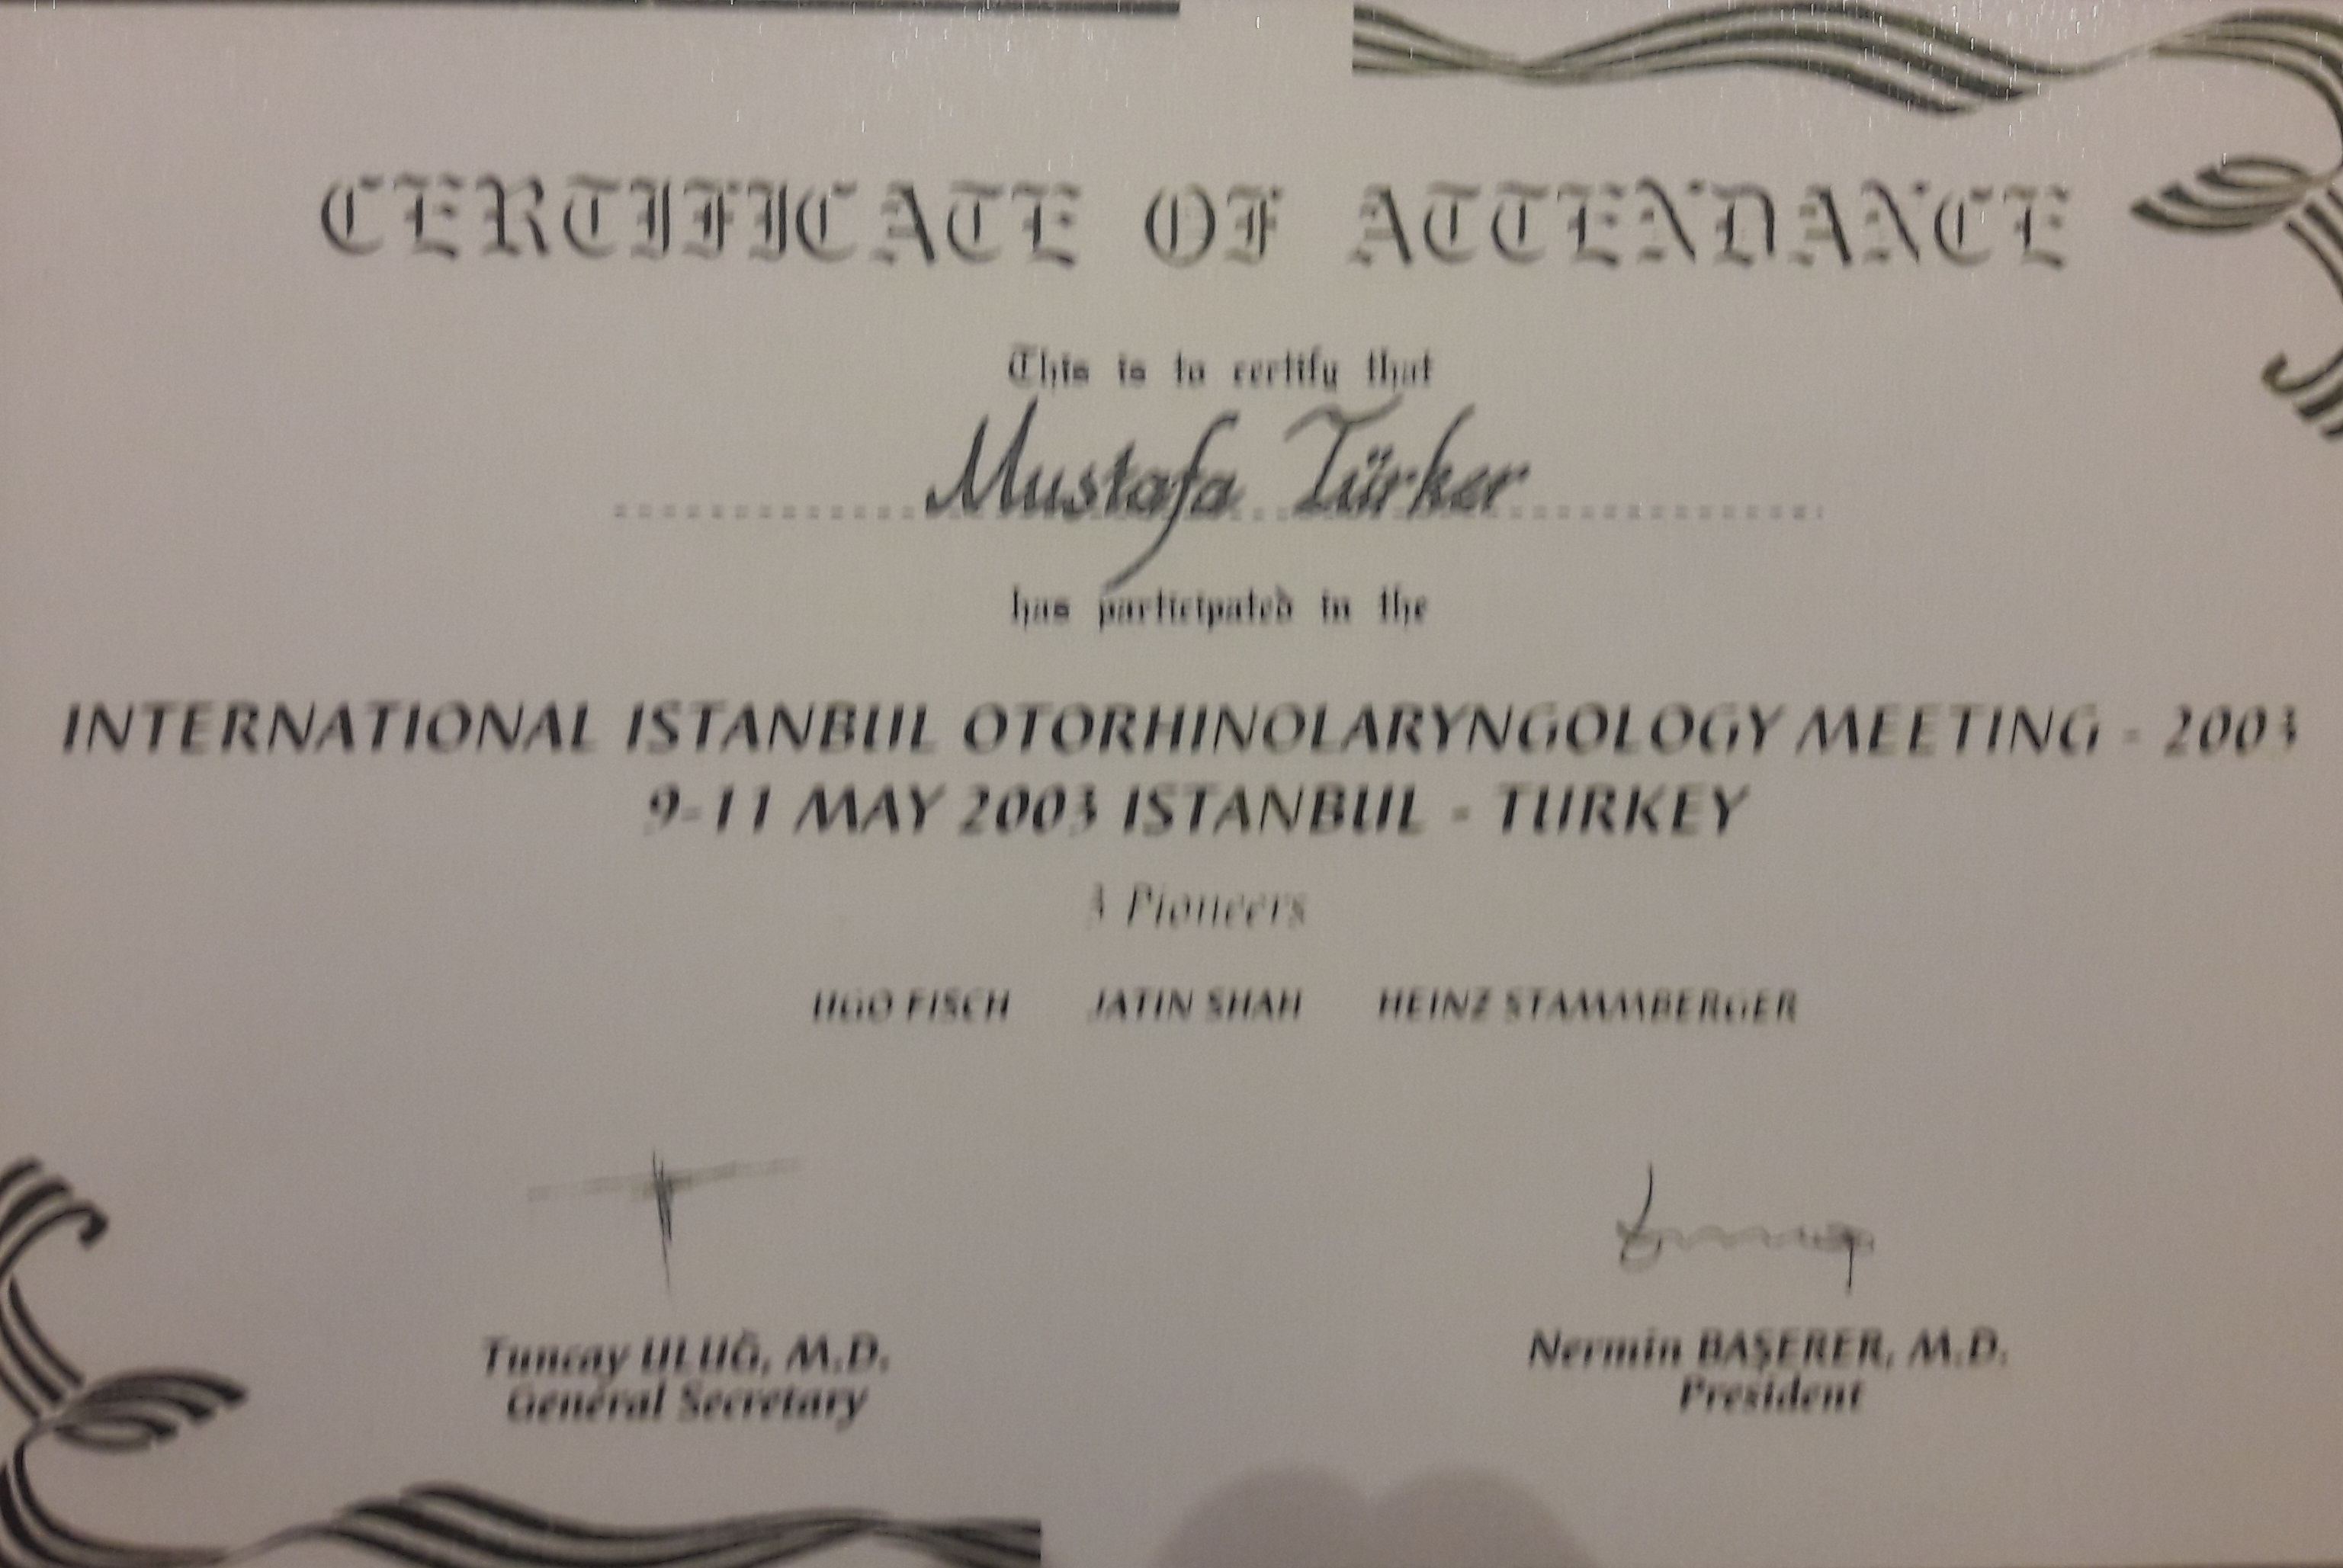 CERTIFICATE OF ATTENDANCE
This is to certify that
Mustafa Türker
has participated in the
INTERNATIONAL ISTANBUL OTORHINOLARYNGOLOGY MEETING - 2003
9-11 MAY 2003 ISTANBUL - TURKEY
3 Pioneers
UGO FISCH JATIN SHAH HEINZ STAMMBERGER
Tuncay ULUĞ, M.D. Nermin BAŞERER, M.D.
General Secretary President